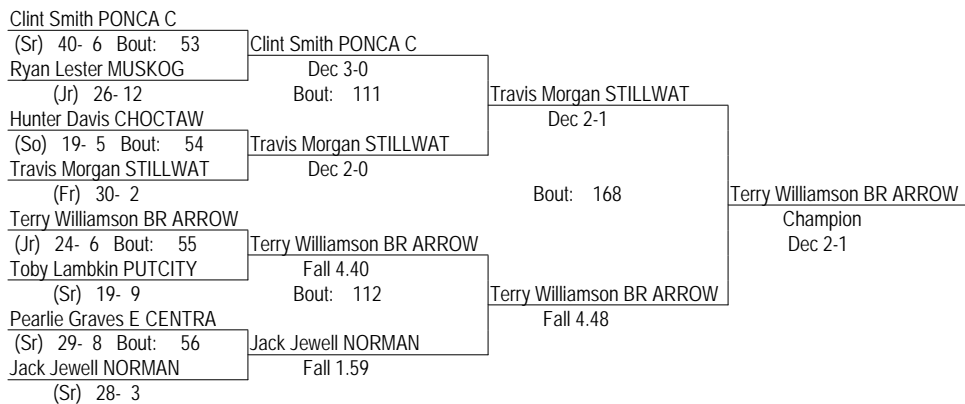 Clint Smith PONCA C
(Sr) 40- 6 Bout: 53
Clint Smith PONCA C
Ryan Lester MUSKOG
Dec 3-0
(Jr) 26- 12
Bout: 111
Travis Morgan STILLWAT
Hunter Davis CHOCTAW
Dec 2-1
(So) 19- 5 Bout: 54
Travis Morgan STILLWAT
Travis Morgan STILLWAT
Dec 2-0
(Fr) 30- 2
Bout: 168
Terry Williamson BR ARROW
Terry Williamson BR ARROW
Champion
(Jr) 24- 6 Bout: 55
Terry Williamson BR ARROW
Dec 2-1
Toby Lambkin PUTCITY
Fall 4.40
(Sr) 19- 9
Bout: 112
Terry Williamson BR ARROW
Pearlie Graves E CENTRA
Fall 4.48
(Sr) 29- 8 Bout: 56
Jack Jewell NORMAN
Jack Jewell NORMAN
Fall 1.59
(Sr) 28- 3